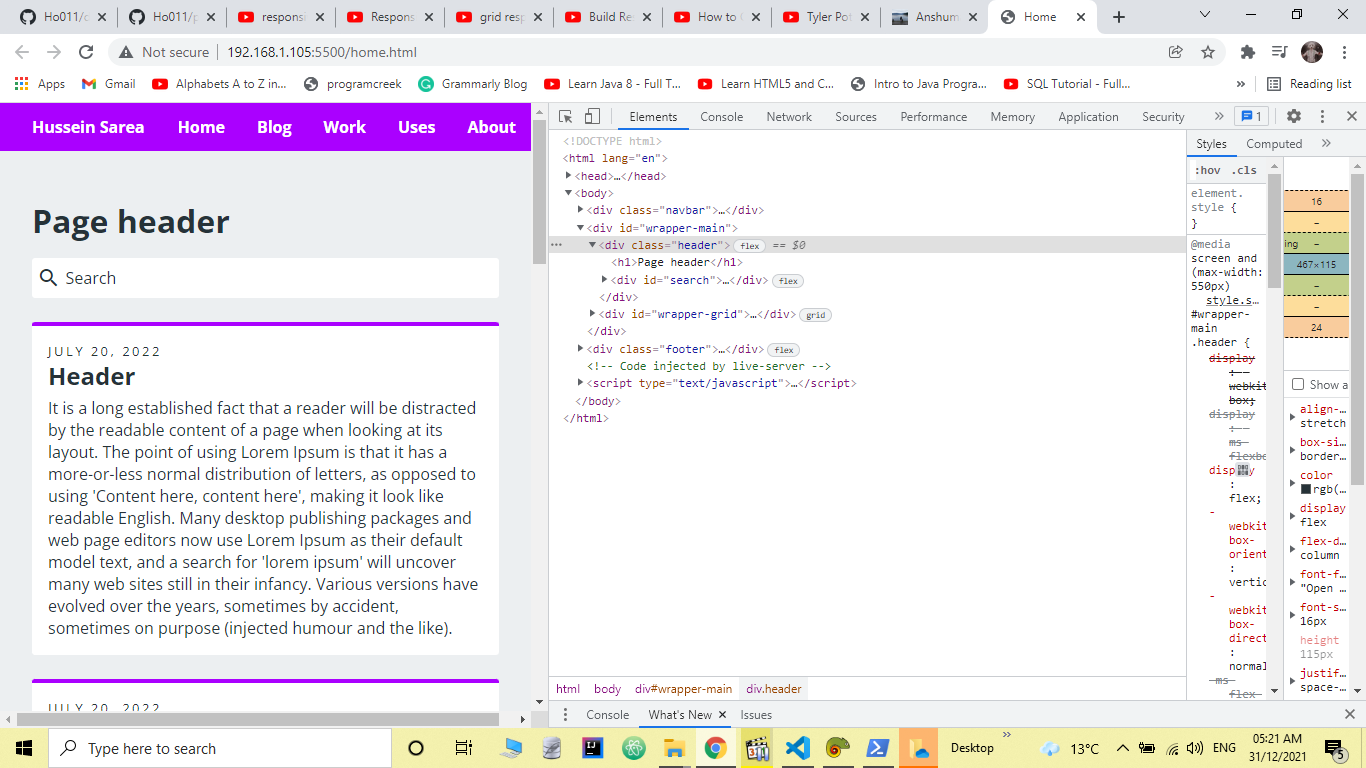 Ho011/c Ho011/p responsi Respons grid resp Build Re How to Tyler Pot Anshum Home
Not secure 192.168.1.105:5500/home.html
Apps Gmail Alphabets A to Z in... programcreek Grammarly Blog Learn Java 8 - Full T... Learn HTML5 and C... Intro to Java Progra... SQL Tutorial - Full... » Reading list
Hussein Sarea Home Blog Work Uses About
Page header
Search
JULY 20, 2022
Header
It is a long established fact that a reader will be distracted
by the readable content of a page when looking at its
layout. The point of using Lorem Ipsum is that it has a
more-or-less normal distribution of letters, as opposed to
using 'Content here, content here', making it look like
readable English. Many desktop publishing packages and
web page editors now use Lorem Ipsum as their default
model text, and a search for 'lorem ipsum' will uncover
many web sites still in their infancy. Various versions have
evolved over the years, sometimes by accident,
sometimes on purpose (injected humour and the like).
JULY 20, 2022
Elements Console Network Sources Performance Memory Application Security » 1
<!DOCTYPE html>
<html lang="en">
<head>…</head>
<body>
<div class="navbar">…</div>
<div id="wrapper-main">
<div class="header"> flex == $0
<h1>Page header</h1>
<div id="search">…</div> flex
</div>
<div id="wrapper-grid">…</div> grid
</div>
<div class="footer">…</div> flex
<!-- Code injected by live-server -->
<script type="text/javascript">…</script>
</body>
</html>
html body div#wrapper-main div.header
Styles Computed »
:hov .cls
element.
style {
}
@media
screen and
(max-width:
550px)
style.s…
#wrapper-
main
.header {
display
: -
webkit
box;
display
: -
ms-
flexbo
: 
flex;
-
webkit
box-
orient
:
vertic
-
webkit
box-
direct
:
normal
-ms-
flex-
16
–
ing –
467×115
–
–
24
Show a
align-…
stretch
box-si…
border…
color
rgb(…
display
flex
flex-d…
column
font-f…
"Open …
font-s…
16px
height
115px
justif…
space-…
Console What's New Issues
Type here to search Desktop » 13°C ENG 05:21 AM
31/12/2021
5